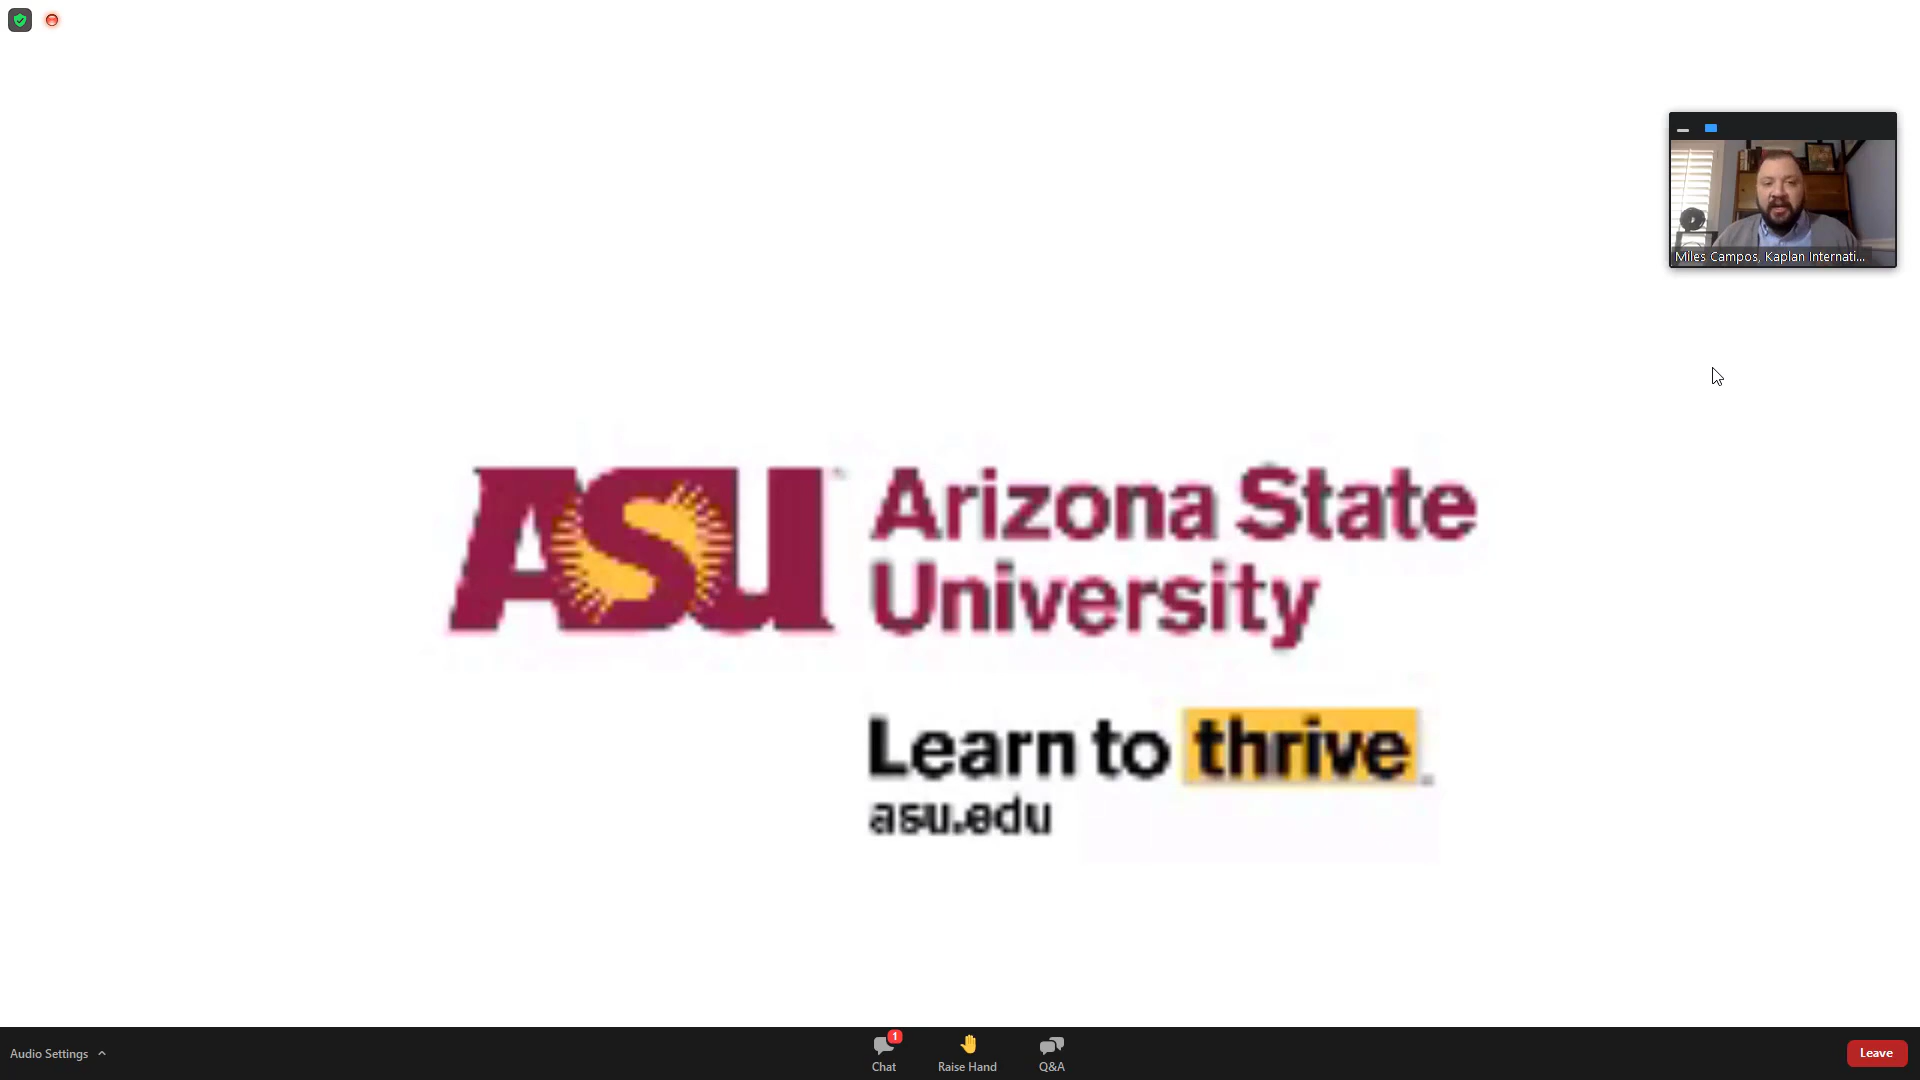 Miles Campos, Kaplan Internati...
ASU
Arizona State
University
Learn to thrive
asu.edu
Audio Settings
1
Chat
Raise Hand
Q&A
Leave